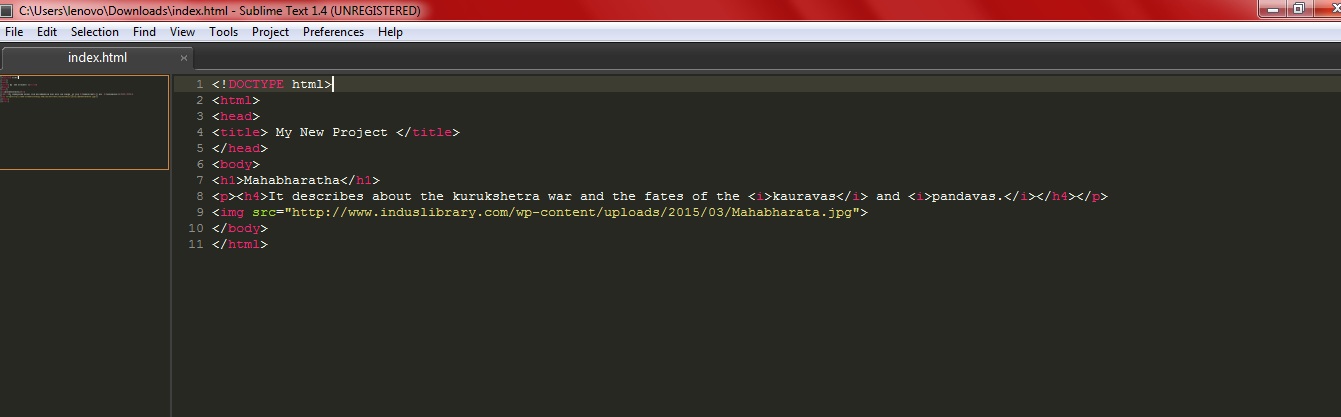 C:\Users\lenovo\Downloads\index.html - Sublime Text 1.4 (UNREGISTERED)
File Edit Selection Find View Tools Project Preferences Help
index.html ×
1 <!DOCTYPE html>
2 <html>
3 <head>
4 <title> My New Project </title>
5 </head>
6 <body>
7 <h1>Mahabharatha</h1>
8 <p><h4>It describes about the kurukshetra war and the fates of the <i>kauravas</i> and <i>pandavas.</i></h4></p>
9 <img src="http://www.induslibrary.com/wp-content/uploads/2015/03/Mahabharata.jpg">
10 </body>
11 </html>